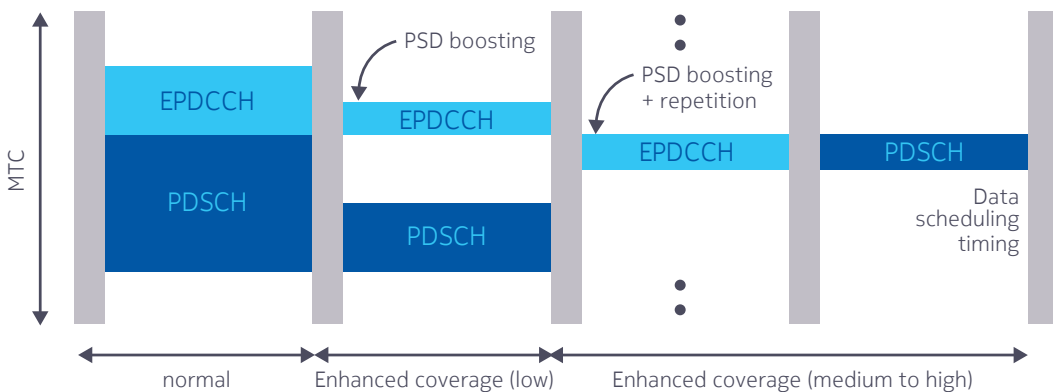 MTC
EPDCCH
PDSCH
PSD boosting
EPDCCH
PDSCH
PSD boosting
+ repetition
EPDCCH
PDSCH
Data
scheduling
timing
normal
Enhanced coverage (low)
Enhanced coverage (medium to high)